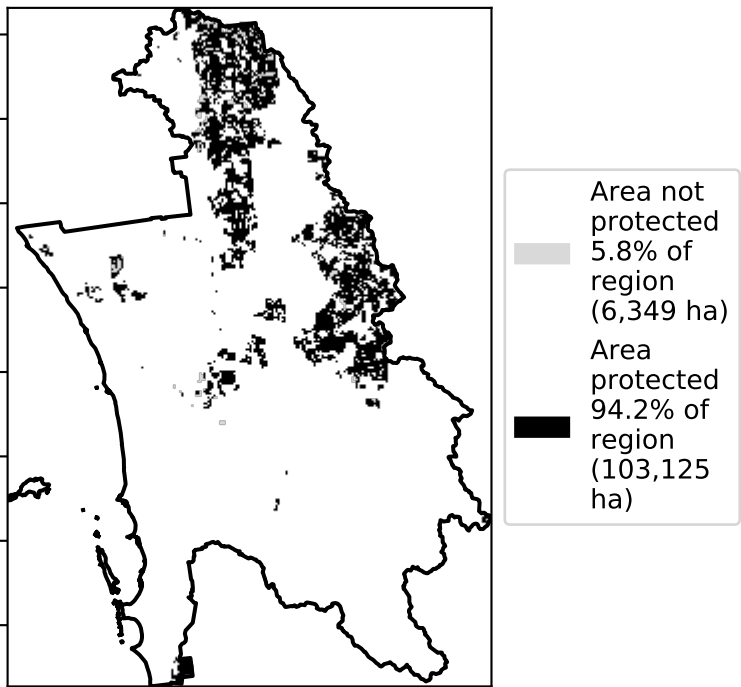 Area not
protected
5.8% of
region
(6,349 ha)
Area
protected
94.2% of
region
(103,125
ha)